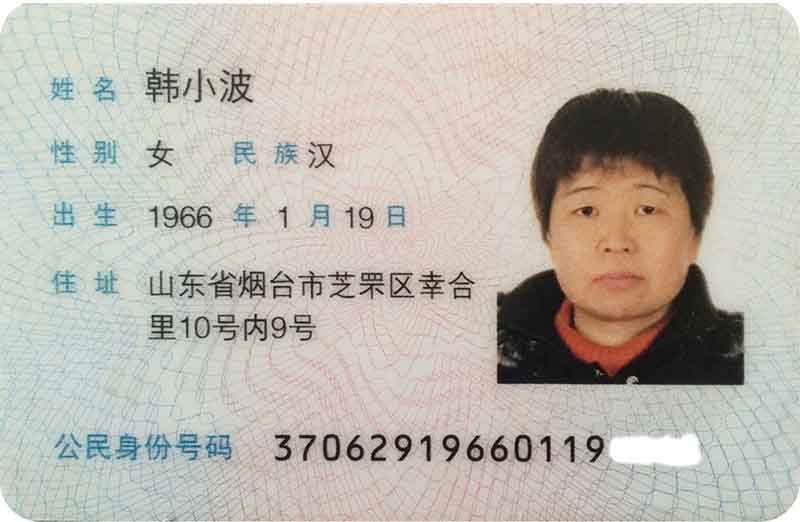 姓名 韩小波
性别 女 民族 汉
出生 1966 年 1 月 19 日
住址 山东省烟台市芝罘区幸合
里10号内9号
公民身份号码 37062919660119